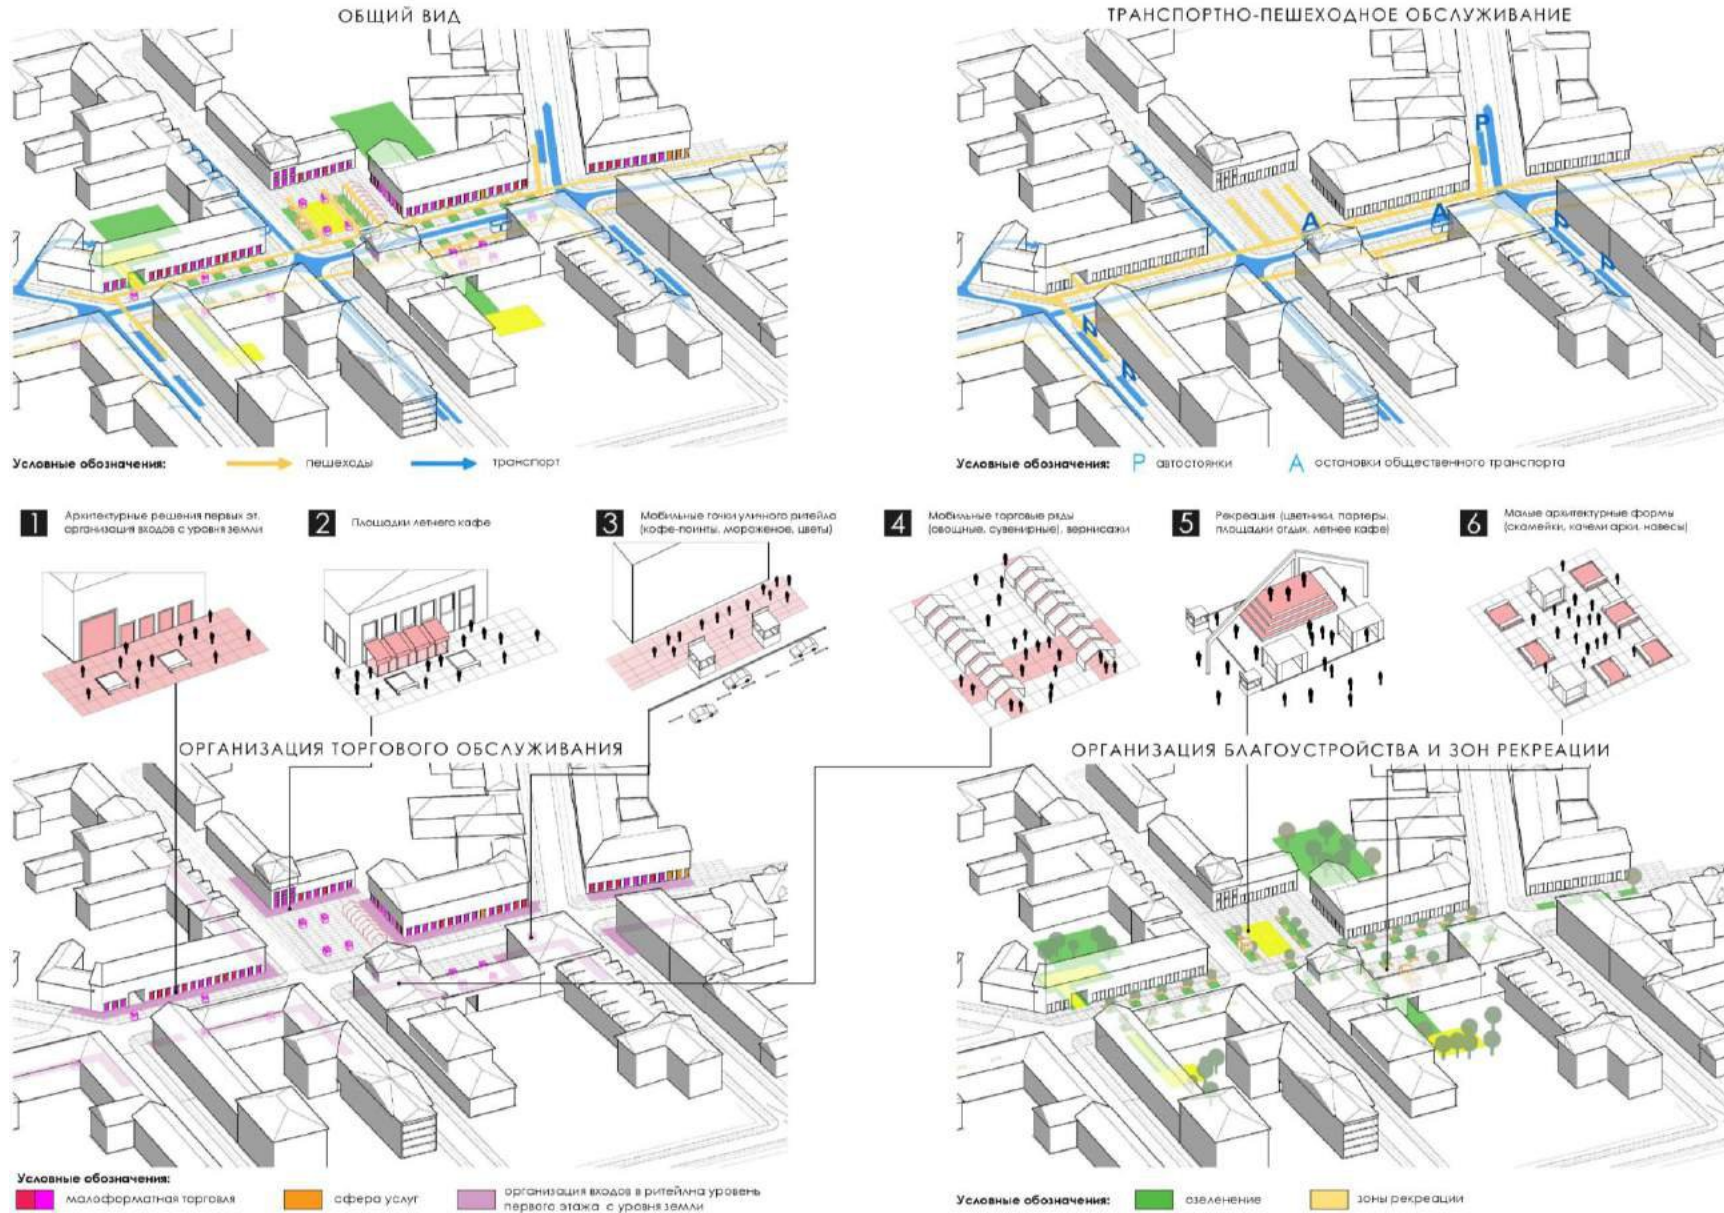 ОБЩИЙ ВИД
ТРАНСПОРТНО-ПЕШЕХОДНОЕ ОБСЛУЖИВАНИЕ
P
A
A
P
P
P
P
Условные обозначения:
пешеходы
транспорт
Условные обозначения:
P автостоянки
A остановки общественного транспорта
1 Архитектурные решения первых эт.
организация входов с уровня земли
2 Площадки летнего кафе
3 Мобильные точки уличного ритейла
(кофе-поинты, мороженое, цветы)
4 Мобильные торговые ряды
(овощные, сувенирные), вернисажи
5 Рекреация (цветники, партеры,
площадки отдых, летнее кафе)
6 Малые архитектурные формы
(скамейки, качели арки, навесы)
ОРГАНИЗАЦИЯ ТОРГОВОГО ОБСЛУЖИВАНИЯ
ОРГАНИЗАЦИЯ БЛАГОУСТРОЙСТВА И ЗОН РЕКРЕАЦИИ
Условные обозначения:
малоформатная торговля
сфера услуг
организация входов в ритейлна уровень
первого этажа с уровня земли
Условные обозначения:
озеленение
зоны рекреации